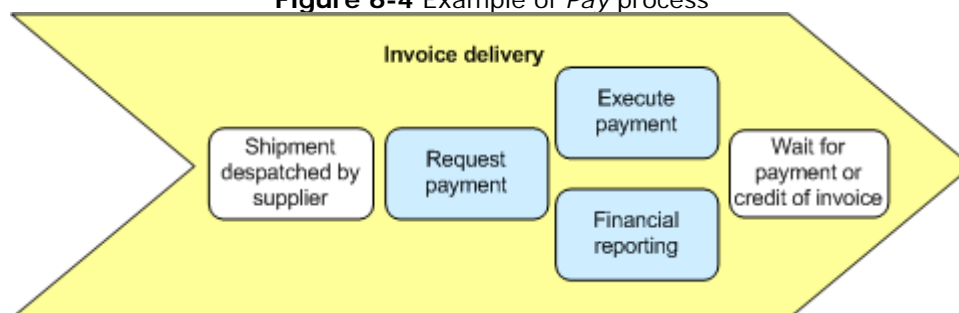 Figure 6-4 Example of Pay process
Invoice delivery
Shipment
despatched by
supplier
Request
payment
Execute
payment
Financial
reporting
Wait for
payment or
credit of invoice